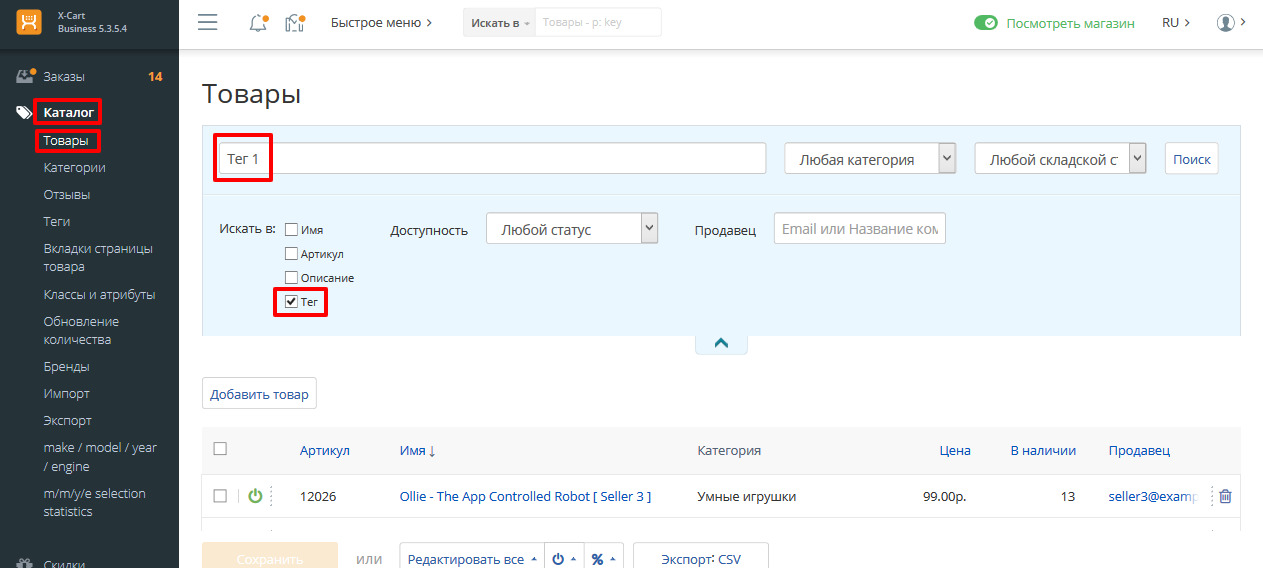 X-Cart
Business 5.3.5.4
Быстрое меню
Искать в
Товары - p: key
Посмотреть магазин
RU
Заказы 14
Каталог
Товары
Категории
Отзывы
Теги
Вкладки страницы
товара
Классы и атрибуты
Обновление
количества
Бренды
Импорт
Экспорт
make / model / year
/ engine
m/m/y/e selection
statistics
Скидки
Товары
Тег 1
Любая категория
Любой складской ст
Поиск
Искать в:
Имя
Артикул
Описание
Тег
Доступность
Любой статус
Продавец
Email или Название ком
Добавить товар
Артикул Имя ↓ Категория Цена В наличии Продавец
12026 Ollie - The App Controlled Robot [ Seller 3 ] Умные игрушки 99.00р. 13 seller3@examp
Сохранить или Редактировать все % Экспорт: CSV